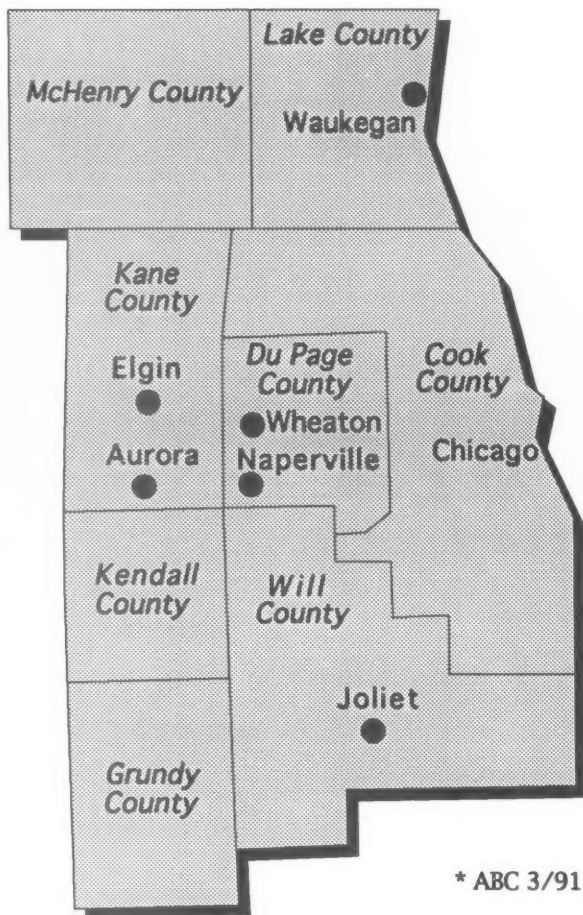 Lake County
McHenry County
Waukegan
Kane
County
Du Page
County
Cook
County
Elgin
Wheaton
Aurora
Naperville
Chicago
Kendall
County
Will
County
Joliet
Grundy
County
* ABC 3/91